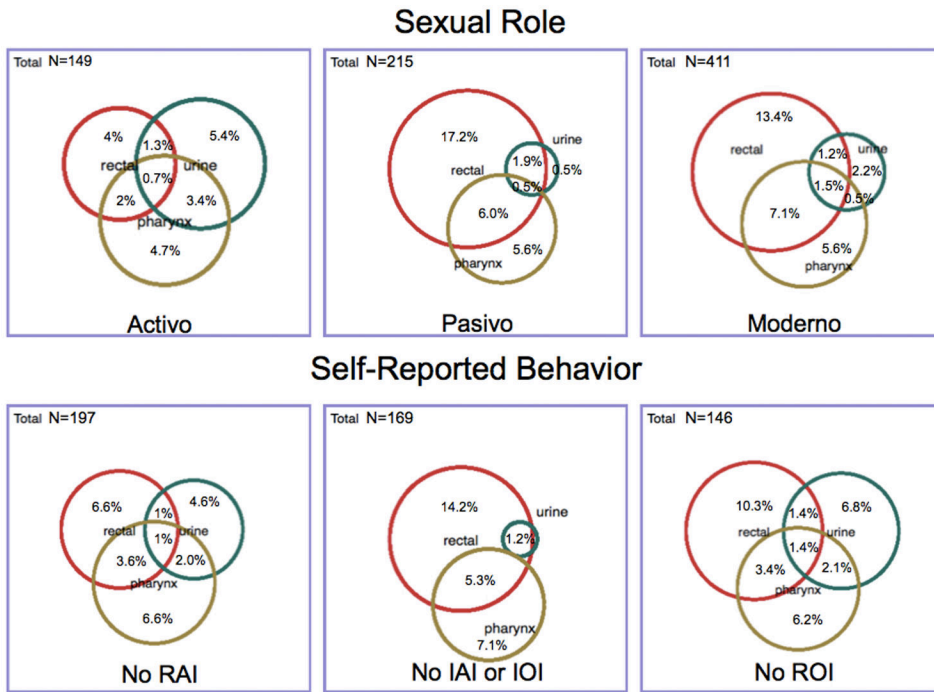 Sexual Role
Total N=149
4%
1.3%
5.4%
rectal
urine
0.7%
2%
3.4%
pharynx
4.7%
Activo
Total N=215
17.2%
urine
1.9%
0.5%
rectal
0.5%
6.0%
5.6%
pharynx
Pasivo
Total N=411
13.4%
rectal
1.2%
urine
2.2%
1.5%
0.5%
7.1%
5.6%
pharynx
Moderno
Self-Reported Behavior
Total N=197
6.6%
1%
4.6%
rectal
urine
1%
3.6%
2.0%
pharynx
6.6%
No RAI
Total N=169
14.2%
urine
rectal
1.2%
5.3%
pharynx
7.1%
No IAI or IOI
Total N=146
10.3%
1.4%
6.8%
rectal
urine
1.4%
3.4%
2.1%
pharynx
6.2%
No ROI